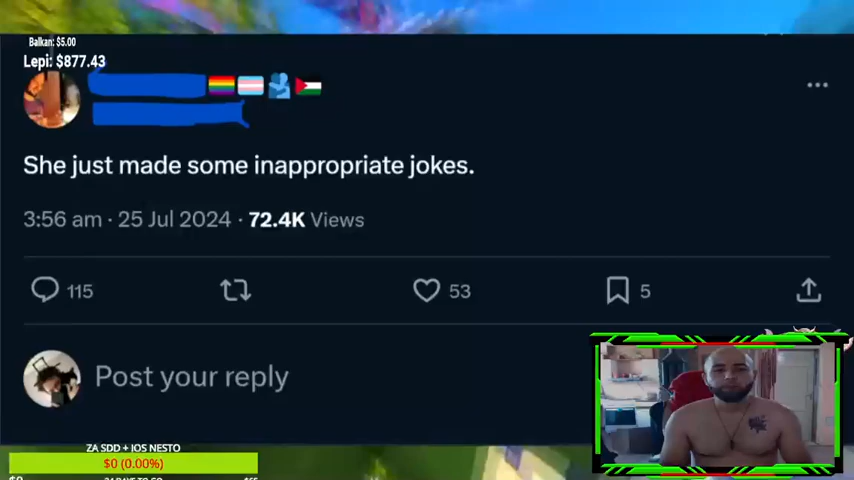 Balkan: $5.00
Lepi: $877.43
She just made some inappropriate jokes.
3:56 am · 25 Jul 2024 · 72.4K Views
115 53 5
Post your reply
ZA SDD + JOS NESTO
$0 (0.00%)